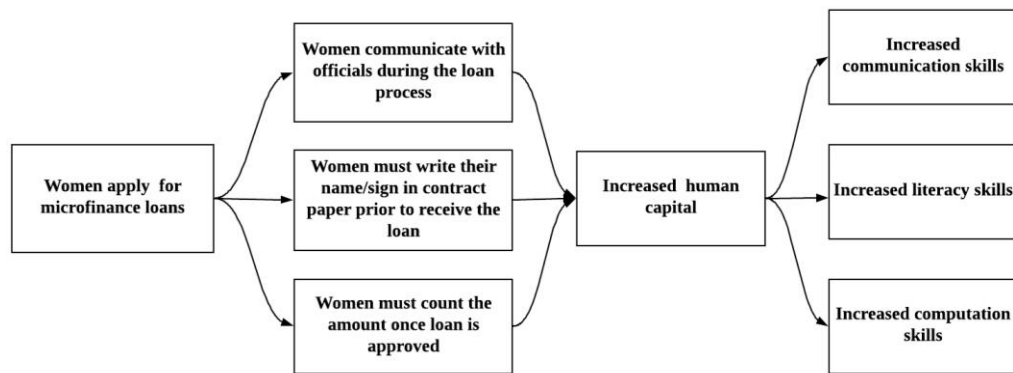 Women communicate with
officials during the loan
process
Increased
communication skills
Women apply for
microfinance loans
Women must write their
name/sign in contract
paper prior to receive the
loan
Increased human
capital
Increased literacy skills
Women must count the
amount once loan is
approved
Increased computation
skills